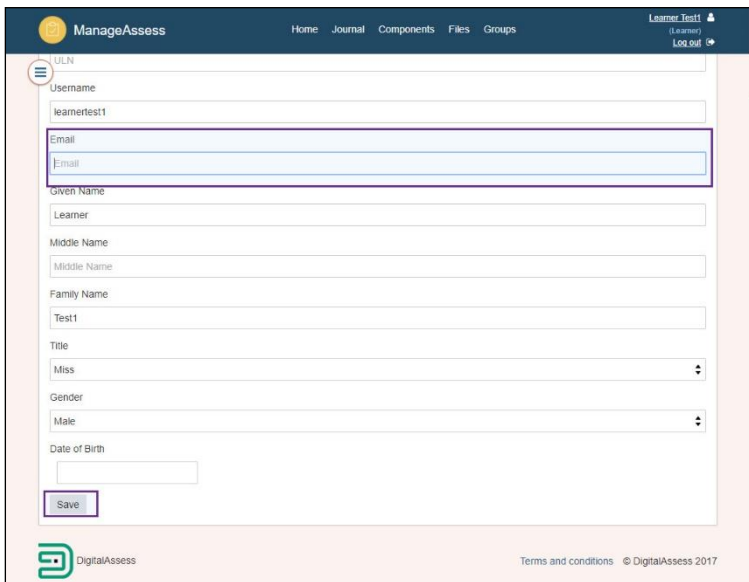 ManageAssess Home Journal Components Files Groups
Learner Test1
(Learner)
Log out
ULN
Username
learnertest1
Email
Email
Given Name
Learner
Middle Name
Middle Name
Family Name
Test1
Title
Miss
Gender
Male
Date of Birth
Save
DigitalAssess Terms and conditions © DigitalAssess 2017